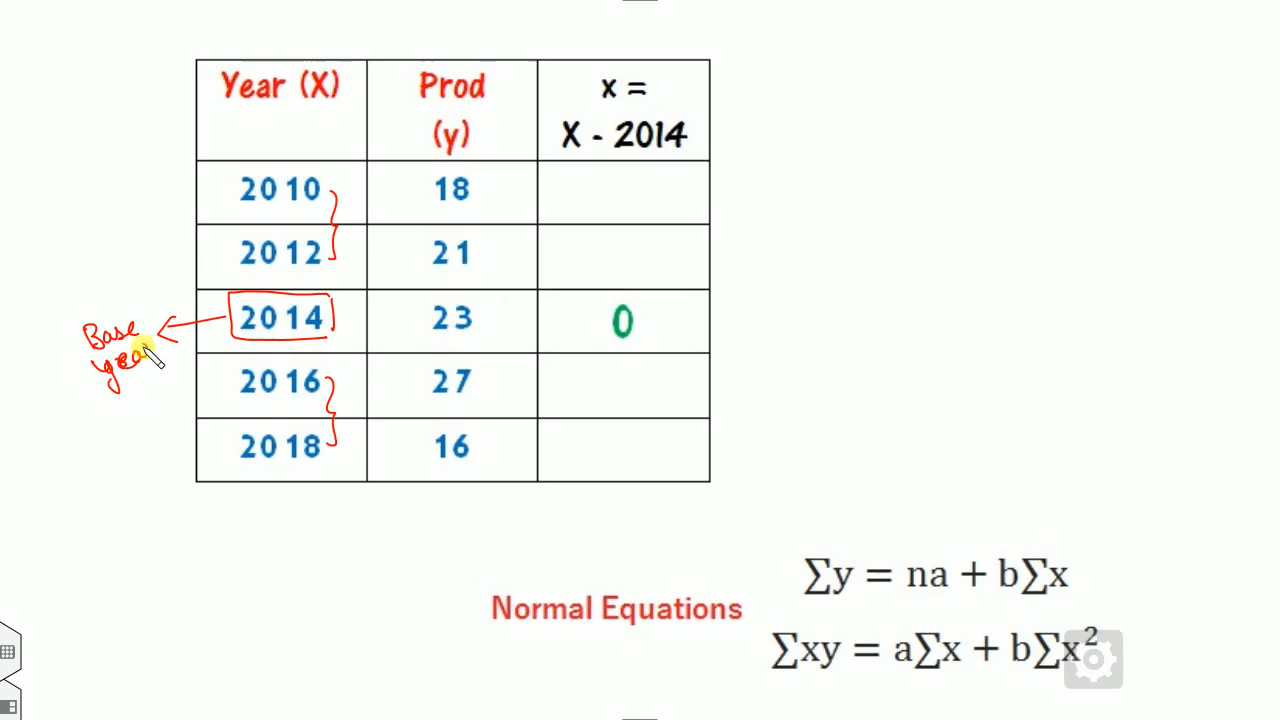 Year (X) Prod x =
(y) X - 2014
2010 18
2012 21
2014 23 0
2016 27
2018 16
Base
year
Normal Equations
∑y = na + b∑x
∑xy = a∑x + b∑x²